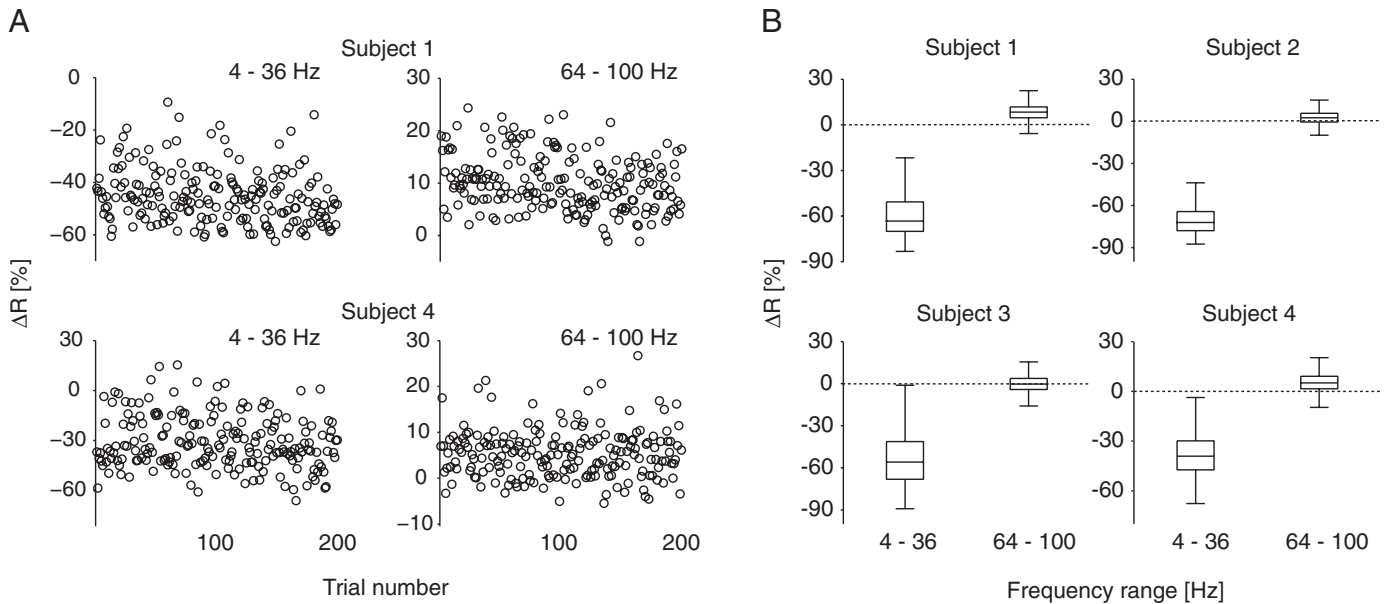 A
Subject 1
4 - 36 Hz
64 - 100 Hz
0
−20
−40
−60
30
20
10
0
ΔR [%]
Subject 4
4 - 36 Hz
64 - 100 Hz
30
0
−30
−60
30
20
10
0
−10
100
200
100
200
Trial number
B
Subject 1
Subject 2
30
0
-30
-60
-90
30
0
-30
-60
-90
ΔR [%]
Subject 3
Subject 4
30
0
-30
-60
-90
30
0
-30
-60
4 - 36
64 - 100
4 - 36
64 - 100
Frequency range [Hz]